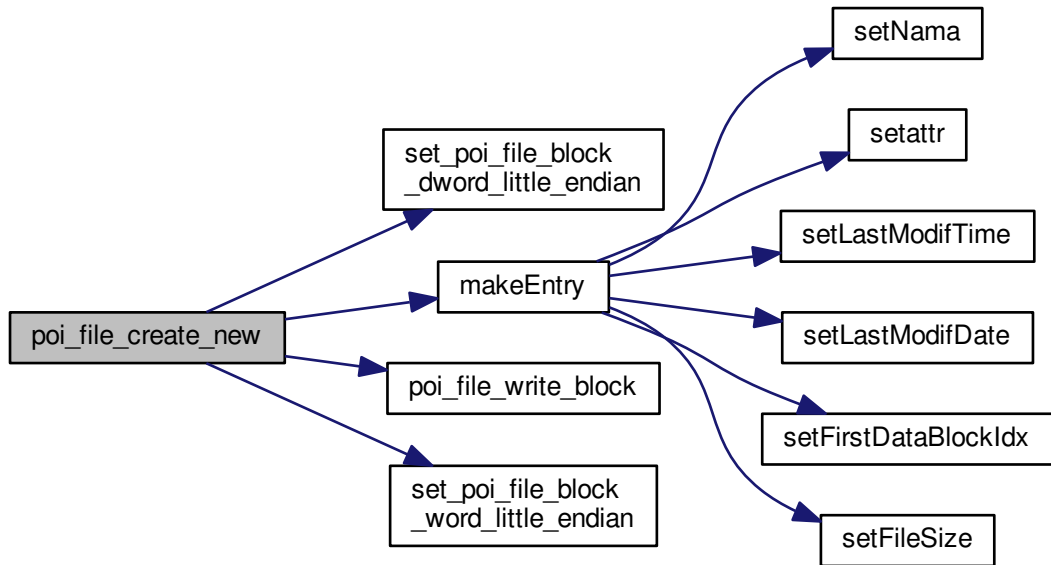 poi_file_create_new
set_poi_file_block
_dword_little_endian
makeEntry
poi_file_write_block
set_poi_file_block
_word_little_endian
setNama
setattr
setLastModifTime
setLastModifDate
setFirstDataBlockIdx
setFileSize